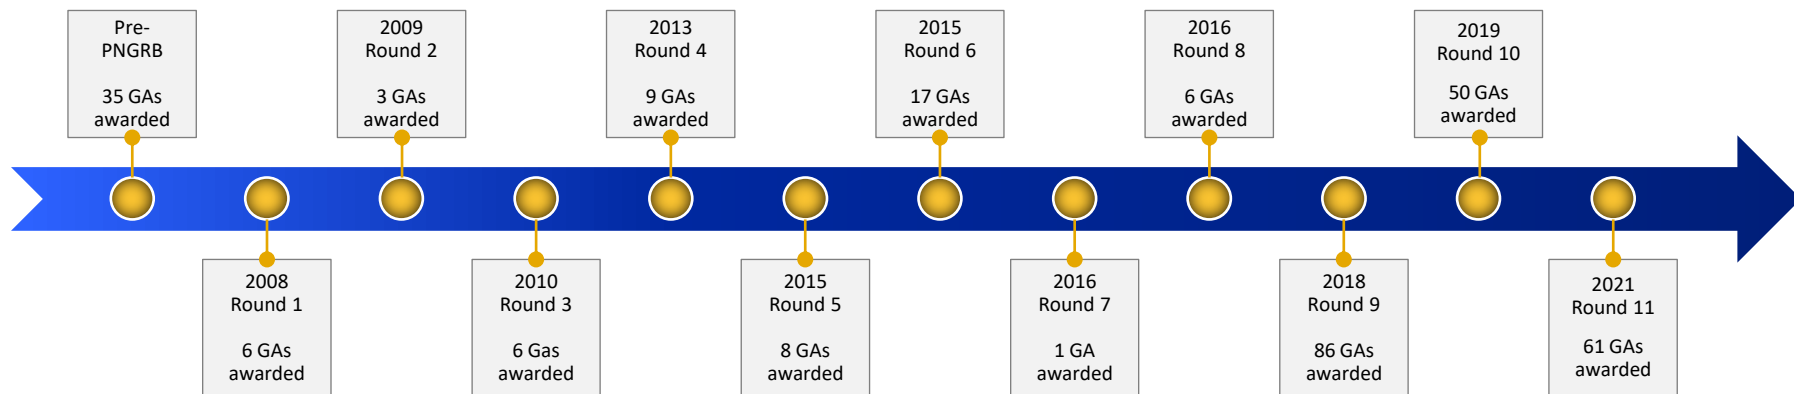 Pre-
PNGRB
35 GAs
awarded
2008
Round 1
6 GAs
awarded
2009
Round 2
3 GAs
awarded
2010
Round 3
6 Gas
awarded
2013
Round 4
9 GAs
awarded
2015
Round 5
8 GAs
awarded
2015
Round 6
17 GAs
awarded
2016
Round 7
1 GA
awarded
2016
Round 8
6 GAs
awarded
2018
Round 9
86 GAs
awarded
2019
Round 10
50 GAs
awarded
2021
Round 11
61 GAs
awarded